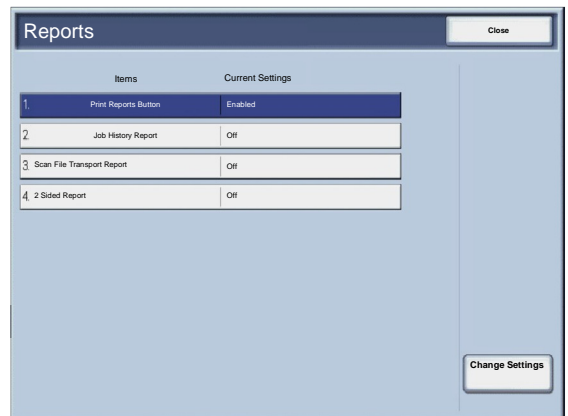 Reports
Close
Items Current Settings
1. Print Reports Button Enabled
2. Job History Report Off
3. Scan File Transport Report Off
4. 2 Sided Report Off
Change Settings